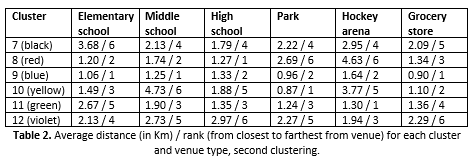 Cluster Elementary school Middle school High school Park Hockey arena Grocery store
7 (black) 3.68 / 6 2.13 / 4 1.79 / 4 2.22 / 4 2.95 / 4 2.09 / 5
8 (red) 1.20 / 2 1.74 / 2 1.27 / 1 2.69 / 6 4.63 / 6 1.34 / 3
9 (blue) 1.06 / 1 1.25 / 1 1.33 / 2 0.96 / 2 1.64 / 2 0.90 / 1
10 (yellow) 1.49 / 3 4.73 / 6 1.88 / 5 0.87 / 1 3.77 / 5 1.10 / 2
11 (green) 2.67 / 5 1.90 / 3 1.35 / 3 1.24 / 3 1.30 / 1 1.36 / 4
12 (violet) 2.13 / 4 2.73 / 5 2.97 / 6 2.27 / 5 1.94 / 3 2.29 / 6
Table 2. Average distance (in Km) / rank (from closest to farthest from venue) for each cluster
and venue type, second clustering.